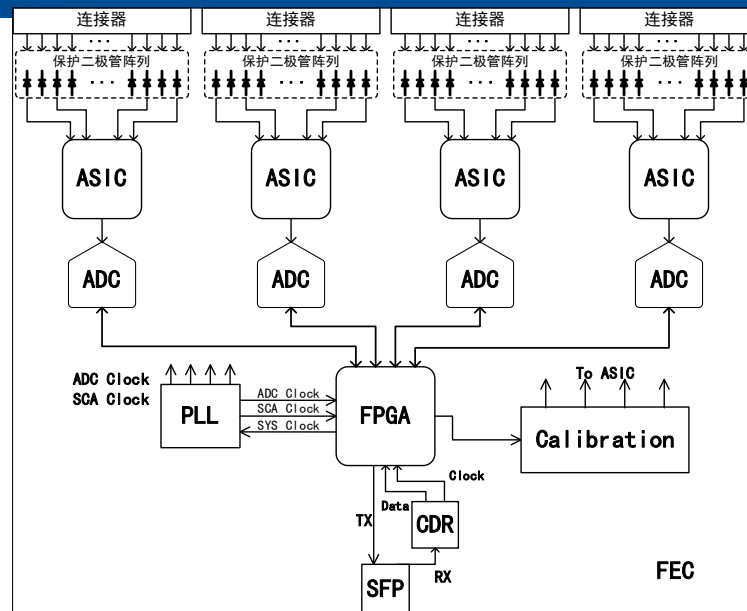 连接器 连接器 连接器 连接器
··· ··· ··· ···
保护二极管阵列 保护二极管阵列 保护二极管阵列 保护二极管阵列
··· ··· ··· ···
ASIC ASIC ASIC ASIC
ADC ADC ADC ADC
ADC Clock
SCA Clock
PLL
ADC Clock
SCA Clock
SYS Clock
FPGA
To ASIC
Calibration
Clock
Data
TX
CDR
RX
SFP
FEC